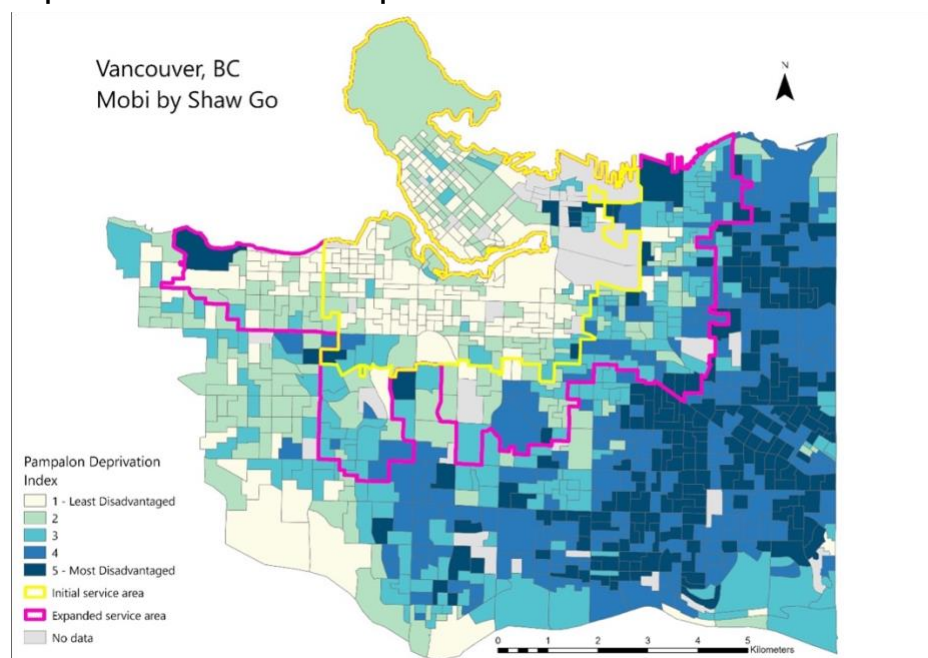 Vancouver, BC
Mobi by Shaw Go
N
Pampalon Deprivation
Index
1 - Least Disadvantaged
2
3
4
5 - Most Disadvantaged
Initial service area
Expanded service area
No data
0 1 2 3 4 5
Kilometers